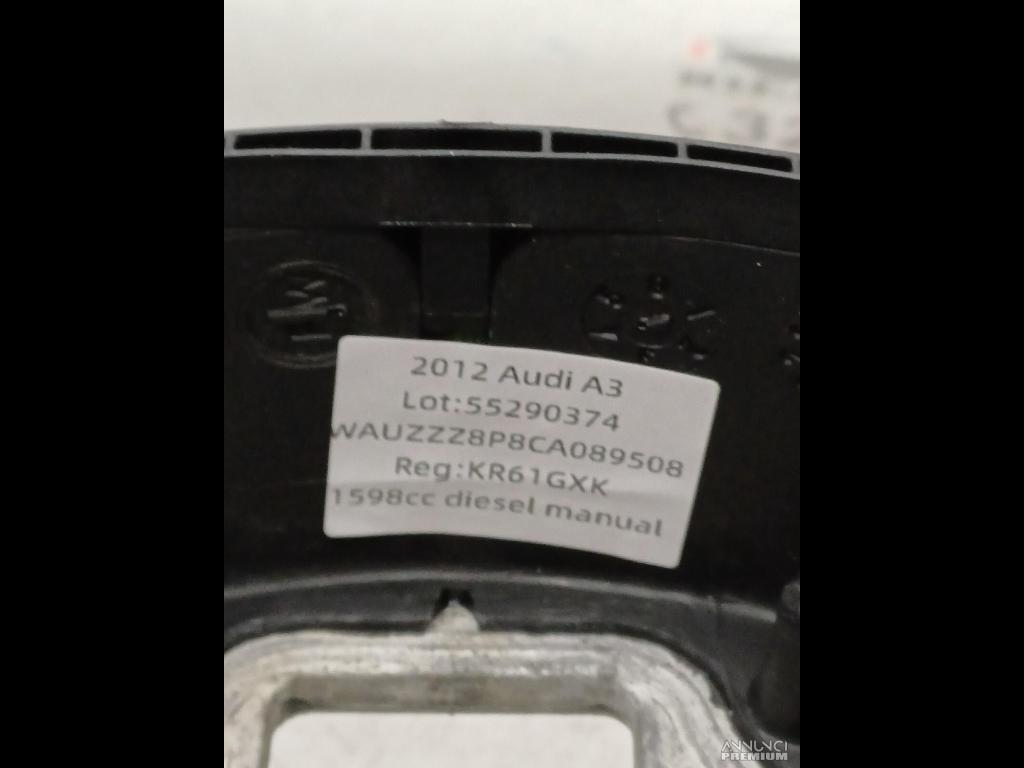 2012 Audi A3
Lot:55290374
WAUZZZ8P8CA089508
Reg:KR61GXK
1598cc diesel manual
ANNUNCI
PREMIUM